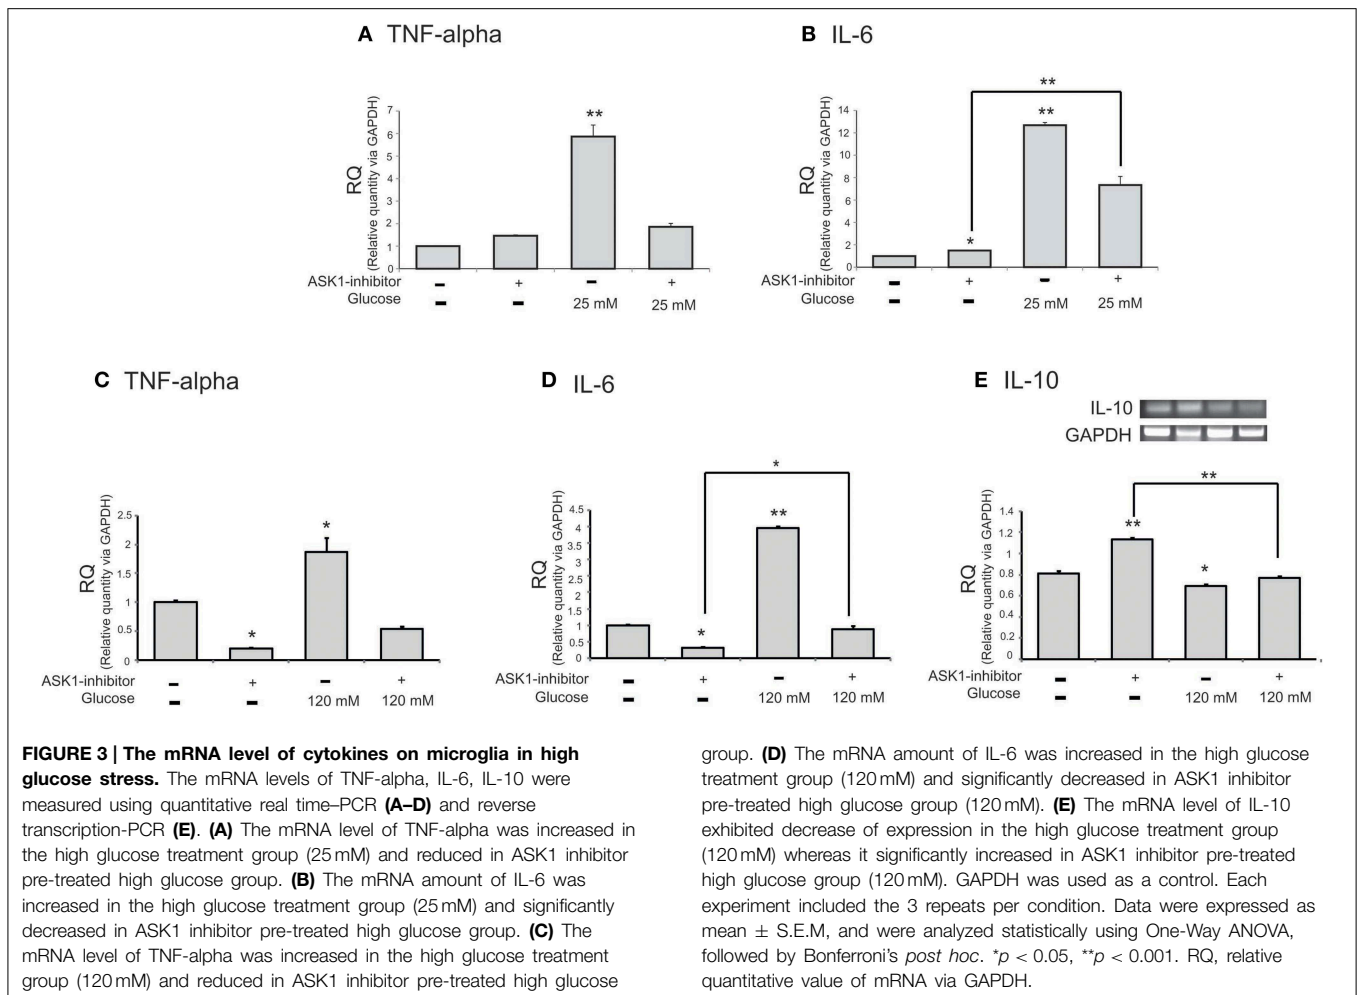 A TNF-alpha
RQ
(Relative quantity via GAPDH)
7
6
5
4
3
2
1
0
**
ASK1-inhibitor - + - +
Glucose - - 25 mM 25 mM
B IL-6
RQ
(Relative quantity via GAPDH)
14
12
10
8
6
4
2
0
**
**
*
ASK1-inhibitor - + - +
Glucose - - 25 mM 25 mM
C TNF-alpha
RQ
(Relative quantity via GAPDH)
2.5
2
1.5
1
0.5
0
*
*
ASK1-inhibitor - + - +
Glucose - - 120 mM 120 mM
D IL-6
RQ
(Relative quantity via GAPDH)
4.5
4
3.5
3
2.5
2
1.5
1
0.5
0
*
**
*
- + - +
Glucose - - 120 mM 120 mM
E IL-10
IL-10
GAPDH
RQ
(Relative quantity via GAPDH)
1.4
1.2
1
0.8
0.6
0.4
0.2
0
**
**
*
ASK1-inhibitor - + - +
Glucose - - 120 mM 120 mM
FIGURE 3 | The mRNA level of cytokines on microglia in high
glucose stress. The mRNA levels of TNF-alpha, IL-6, IL-10 were
measured using quantitative real time–PCR (A–D) and reverse
transcription-PCR (E). (A) The mRNA level of TNF-alpha was increased in
the high glucose treatment group (25 mM) and reduced in ASK1 inhibitor
pre-treated high glucose group. (B) The mRNA amount of IL-6 was
increased in the high glucose treatment group (25 mM) and significantly
decreased in ASK1 inhibitor pre-treated high glucose group. (C) The
mRNA level of TNF-alpha was increased in the high glucose treatment
group (120 mM) and reduced in ASK1 inhibitor pre-treated high glucose
group. (D) The mRNA amount of IL-6 was increased in the high glucose
treatment group (120 mM) and significantly decreased in ASK1 inhibitor
pre-treated high glucose group (120 mM). (E) The mRNA level of IL-10
exhibited decrease of expression in the high glucose treatment group
(120 mM) whereas it significantly increased in ASK1 inhibitor pre-treated
high glucose group (120 mM). GAPDH was used as a control. Each
experiment included the 3 repeats per condition. Data were expressed as
mean ± S.E.M, and were analyzed statistically using One-Way ANOVA,
followed by Bonferroni's post hoc. *p < 0.05, **p < 0.001. RQ, relative
quantitative value of mRNA via GAPDH.